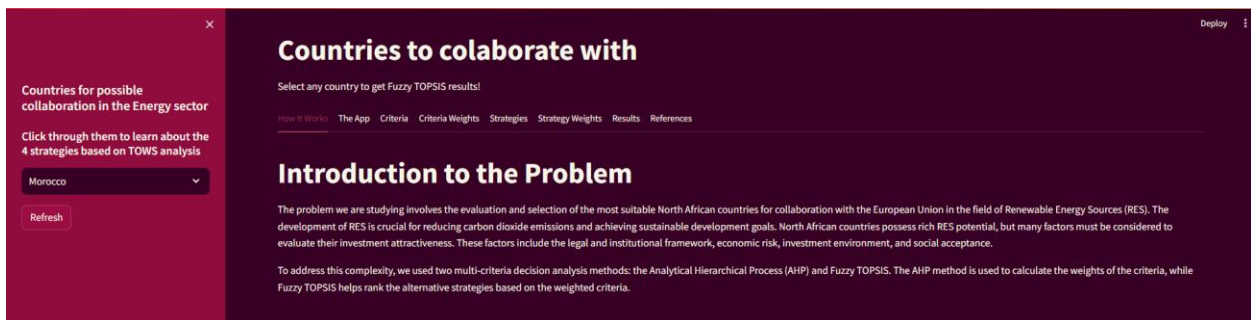 Deploy
Countries for possible
collaboration in the Energy sector
Click through them to learn about the
4 strategies based on TOWS analysis
Morocco
Refresh
Countries to colaborate with
Select any country to get Fuzzy TOPSIS results!
How It Works The App Criteria Criteria Weights Strategies Strategy Weights Results References
Introduction to the Problem
The problem we are studying involves the evaluation and selection of the most suitable North African countries for collaboration with the European Union in the field of Renewable Energy Sources (RES). The
development of RES is crucial for reducing carbon dioxide emissions and achieving sustainable development goals. North African countries possess rich RES potential, but many factors must be considered to
evaluate their investment attractiveness. These factors include the legal and institutional framework, economic risk, investment environment, and social acceptance.
To address this complexity, we used two multi-criteria decision analysis methods: the Analytical Hierarchical Process (AHP) and Fuzzy TOPSIS. The AHP method is used to calculate the weights of the criteria, while
Fuzzy TOPSIS helps rank the alternative strategies based on the weighted criteria.